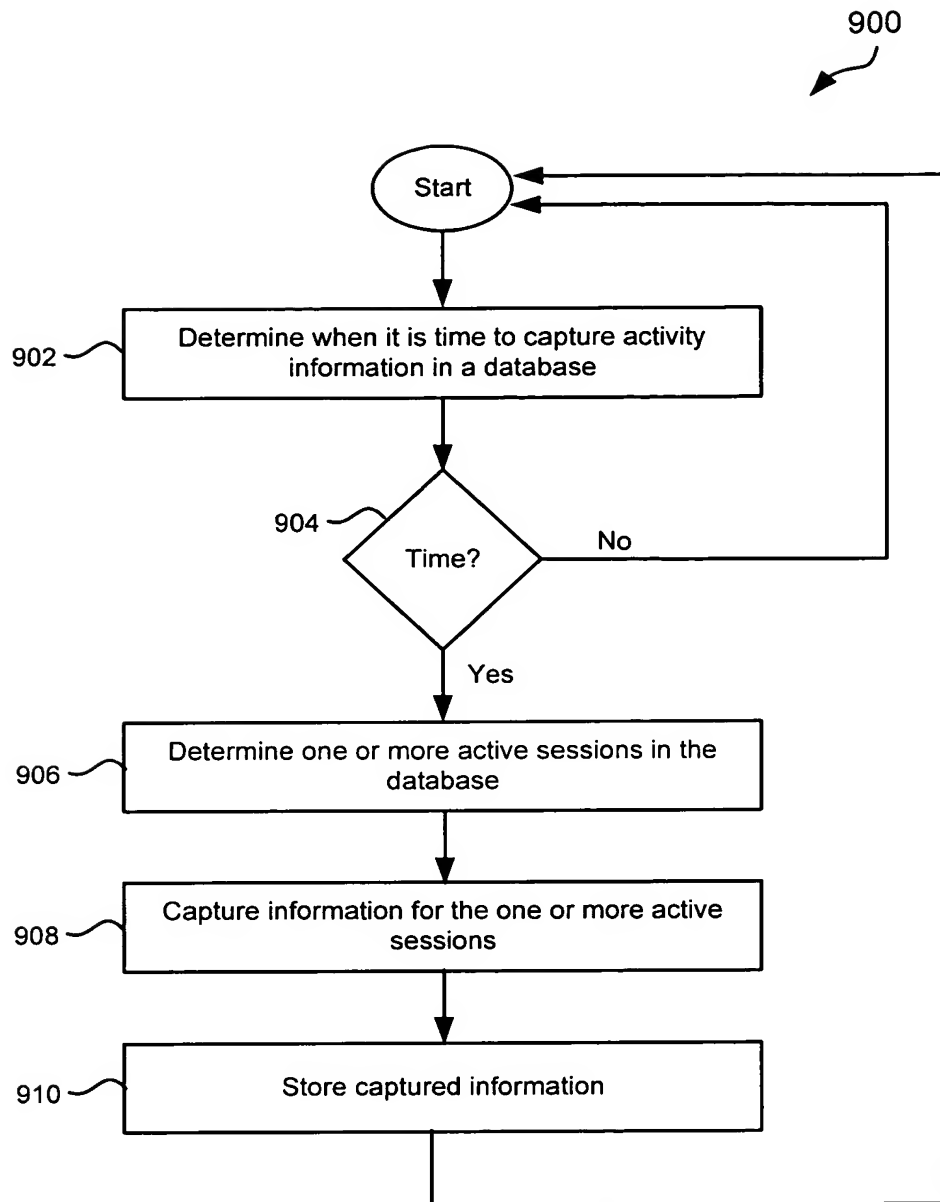 900
Start
902
Determine when it is time to capture activity
information in a database
904
Time?
No
Yes
906
Determine one or more active sessions in the
database
908
Capture information for the one or more active
sessions
910
Store captured information